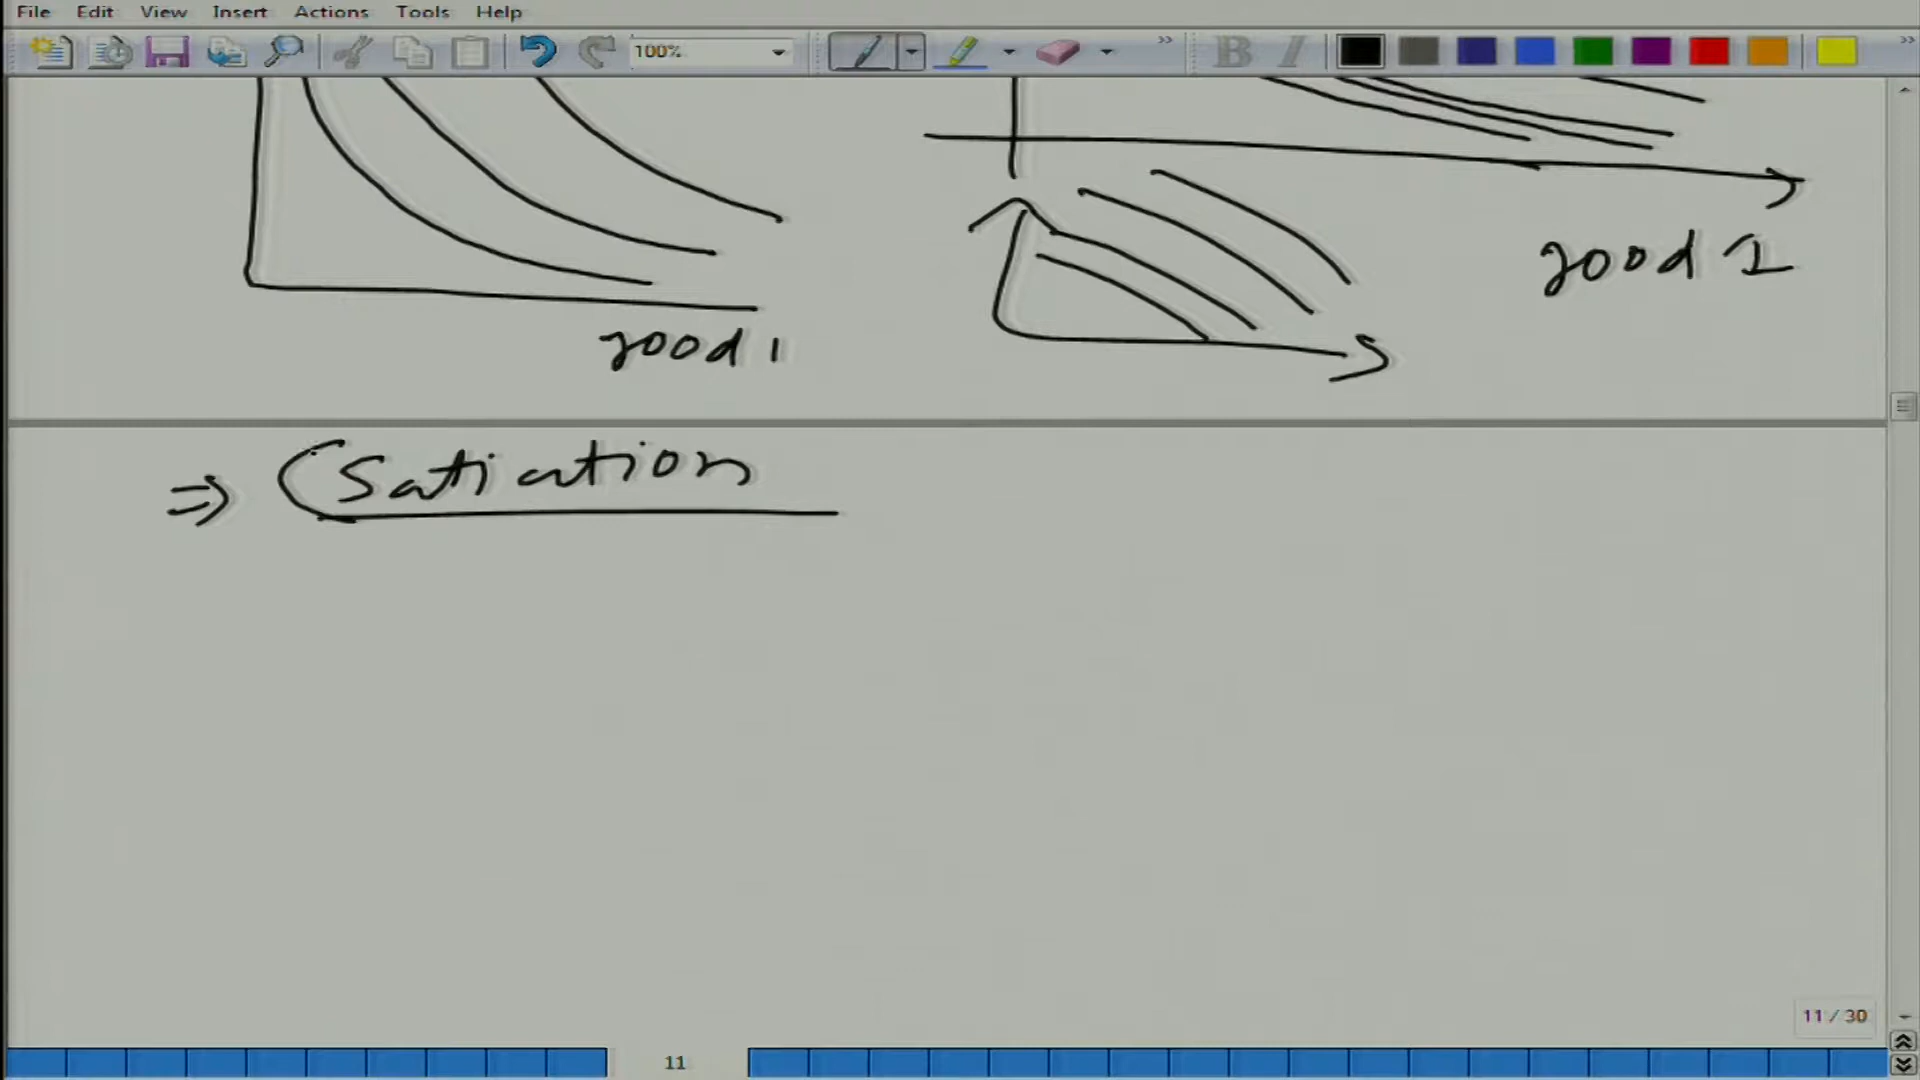 File Edit View Insert Actions Tools Help
100%
B I
good 1
good 1
⇒ (Satiation
11 / 30
11